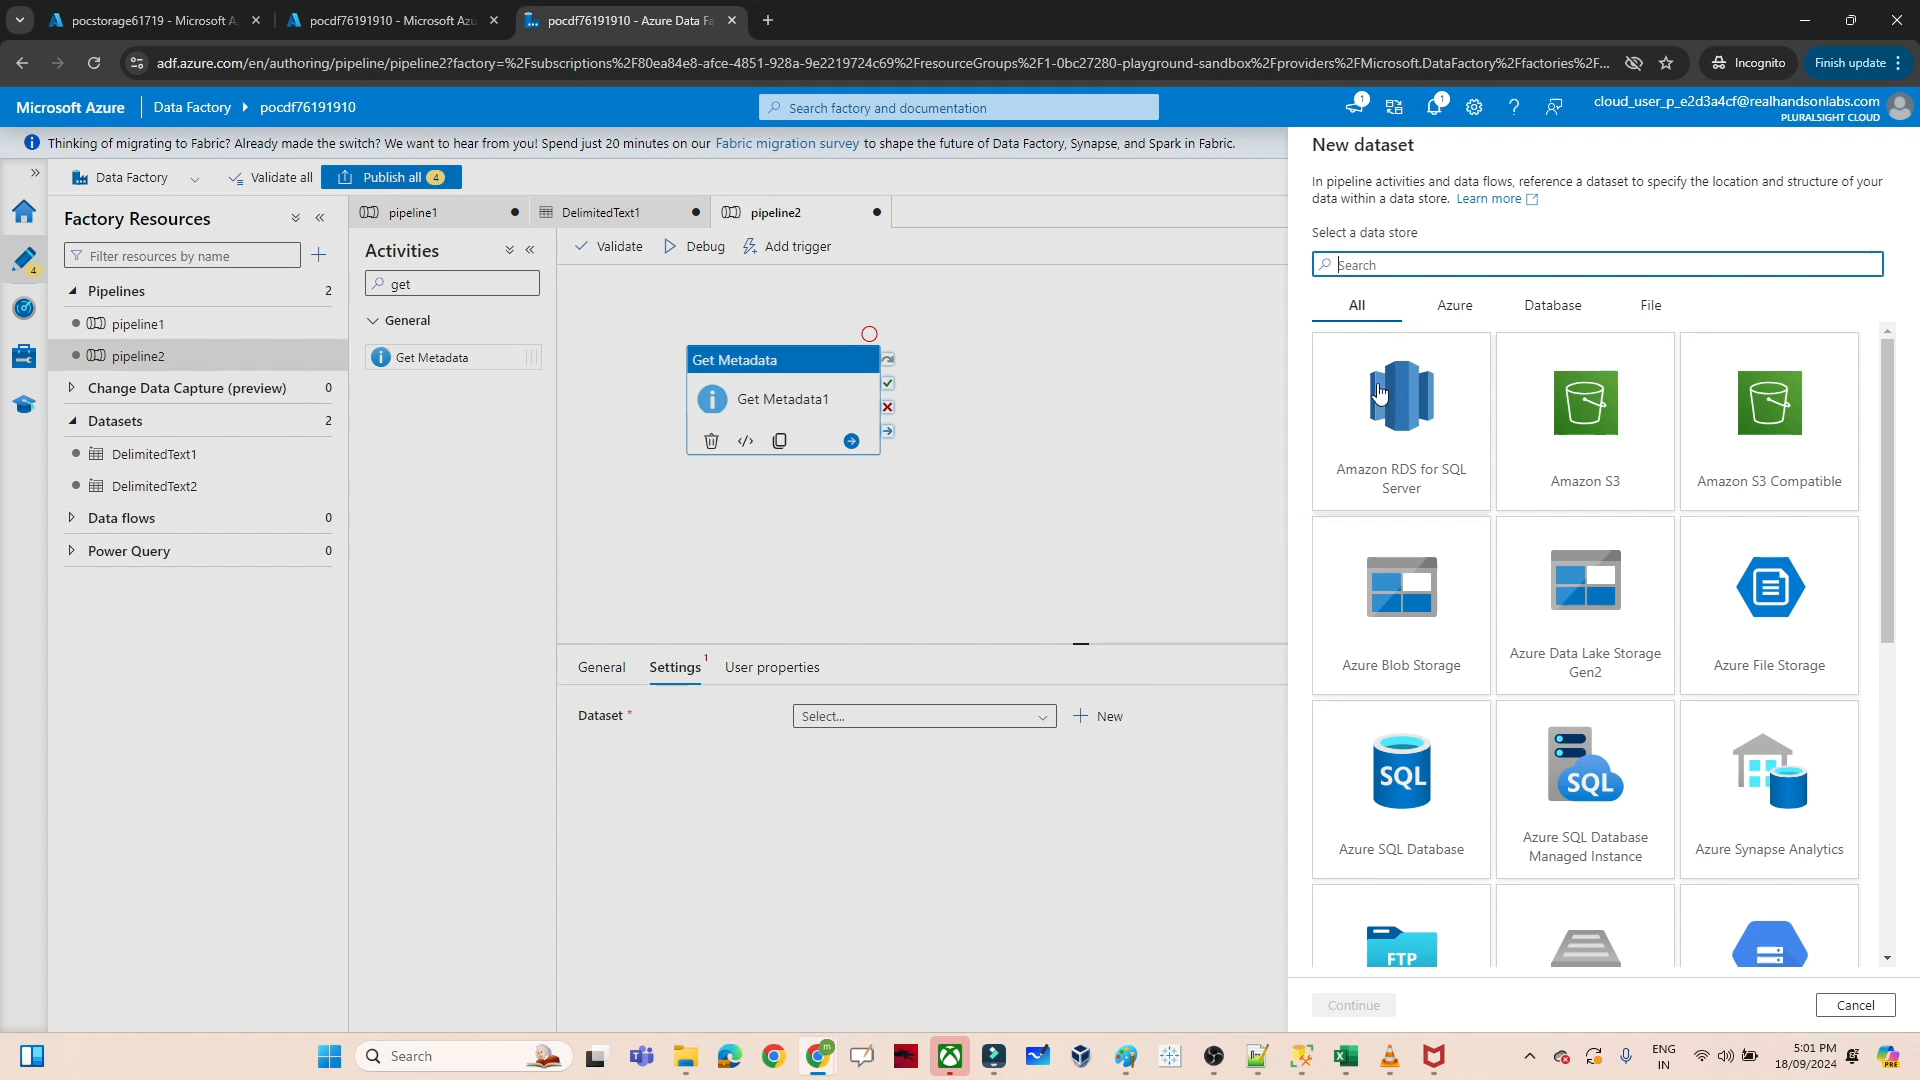 pocstorage61719 - Microsoft A
pocdf76191910 - Microsoft Azu
pocdf76191910 - Azure Data Fa
adf.azure.com/en/authoring/pipeline/pipeline2?factory=%2Fsubscriptions%2F80ea84e8-afce-4851-928a-9e2219724c69%2FresourceGroups%2F1-0bc27280-playground-sandbox%2Fproviders%2FMicrosoft.DataFactory%2Ffactories%2F...
Incognito
Finish update
Microsoft Azure
Data Factory
pocdf76191910
Search factory and documentation
1
1
cloud_user_p_e2d3a4cf@realhandsonlabs.com
PLURALSIGHT CLOUD
Thinking of migrating to Fabric? Already made the switch? We want to hear from you! Spend just 20 minutes on our Fabric migration survey to shape the future of Data Factory, Synapse, and Spark in Fabric.
Data Factory
Validate all
Publish all 4
4
Factory Resources
Filter resources by name
Pipelines 2
pipeline1
pipeline2
Change Data Capture (preview) 0
Datasets 2
DelimitedText1
DelimitedText2
Data flows 0
Power Query 0
pipeline1
DelimitedText1
pipeline2
Activities
get
General
Get Metadata
Validate
Debug
Add trigger
Get Metadata
Get Metadata1
General
Settings 1
User properties
Dataset *
Select...
New
New dataset
In pipeline activities and data flows, reference a dataset to specify the location and structure of your
data within a data store. Learn more
Select a data store
Search
All
Azure
Database
File
Amazon RDS for SQL
Server
Amazon S3
Amazon S3 Compatible
Azure Blob Storage
Azure Data Lake Storage
Gen2
Azure File Storage
SQL
Azure SQL Database
SQL
Azure SQL Database
Managed Instance
Azure Synapse Analytics
FTP
Continue
Cancel
Search
ENG
IN
5:01 PM
18/09/2024
PRE